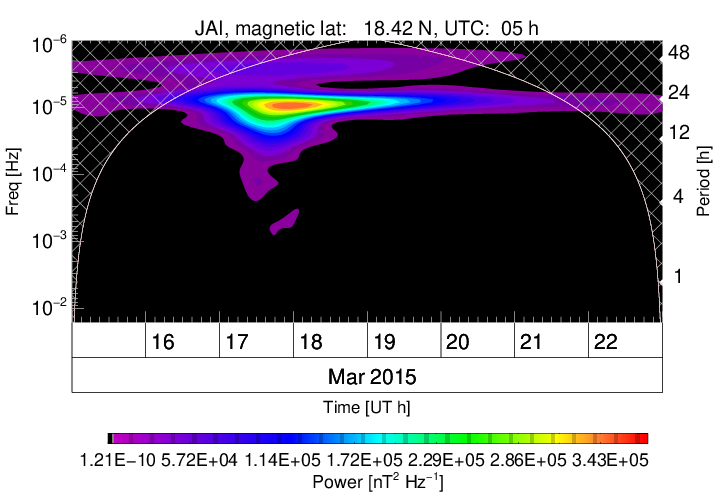 JAI, magnetic lat: 18.42 N, UTC: 05 h
10⁻⁶
10⁻⁵
10⁻⁴
10⁻³
10⁻²
Freq [Hz]
48
24
12
4
1
Period [h]
16 17 18 19 20 21 22
Mar 2015
Time [UT h]
1.21E−10 5.72E+04 1.14E+05 1.72E+05 2.29E+05 2.86E+05 3.43E+05
Power [nT² Hz⁻¹]